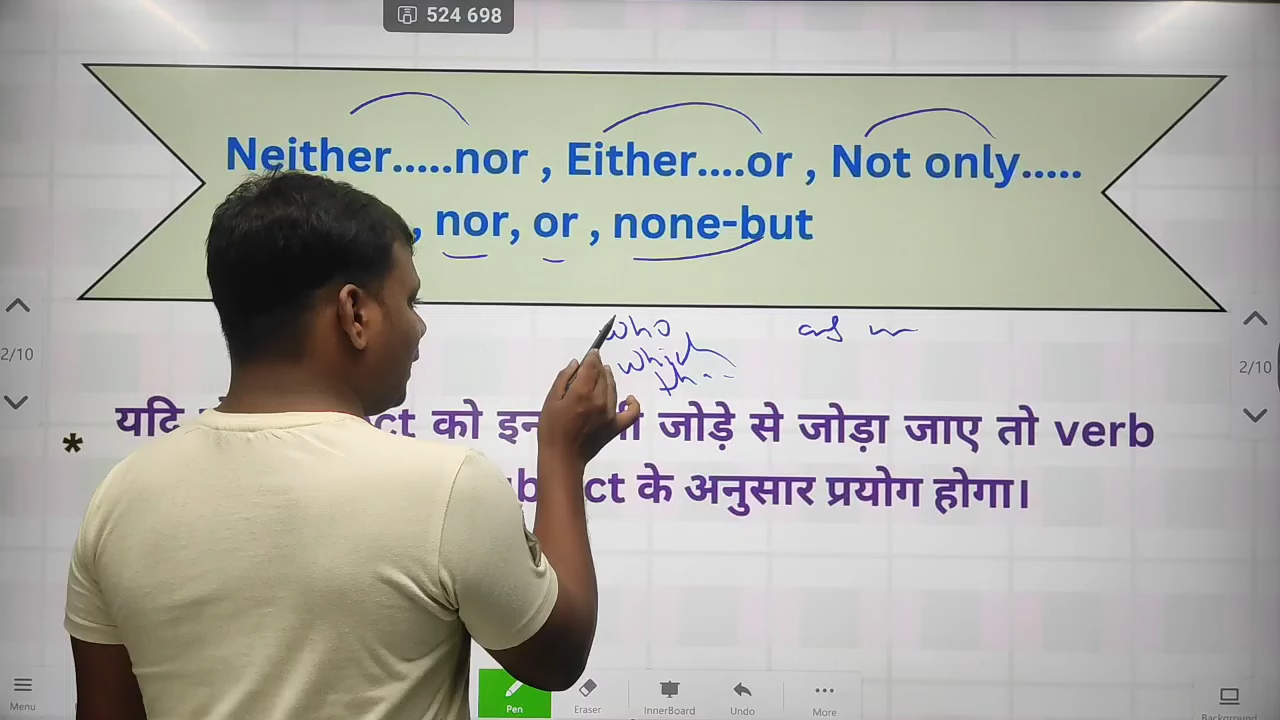 524 698
Neither.....nor , Either....or , Not only.....
, nor, or , none-but
who
which
2/10
2/10
यदि को जोड़े से जोड़ा जाए तो verb
* के अनुसार प्रयोग होगा।
Menu
Pen
Eraser
InnerBoard
Undo
More
Background